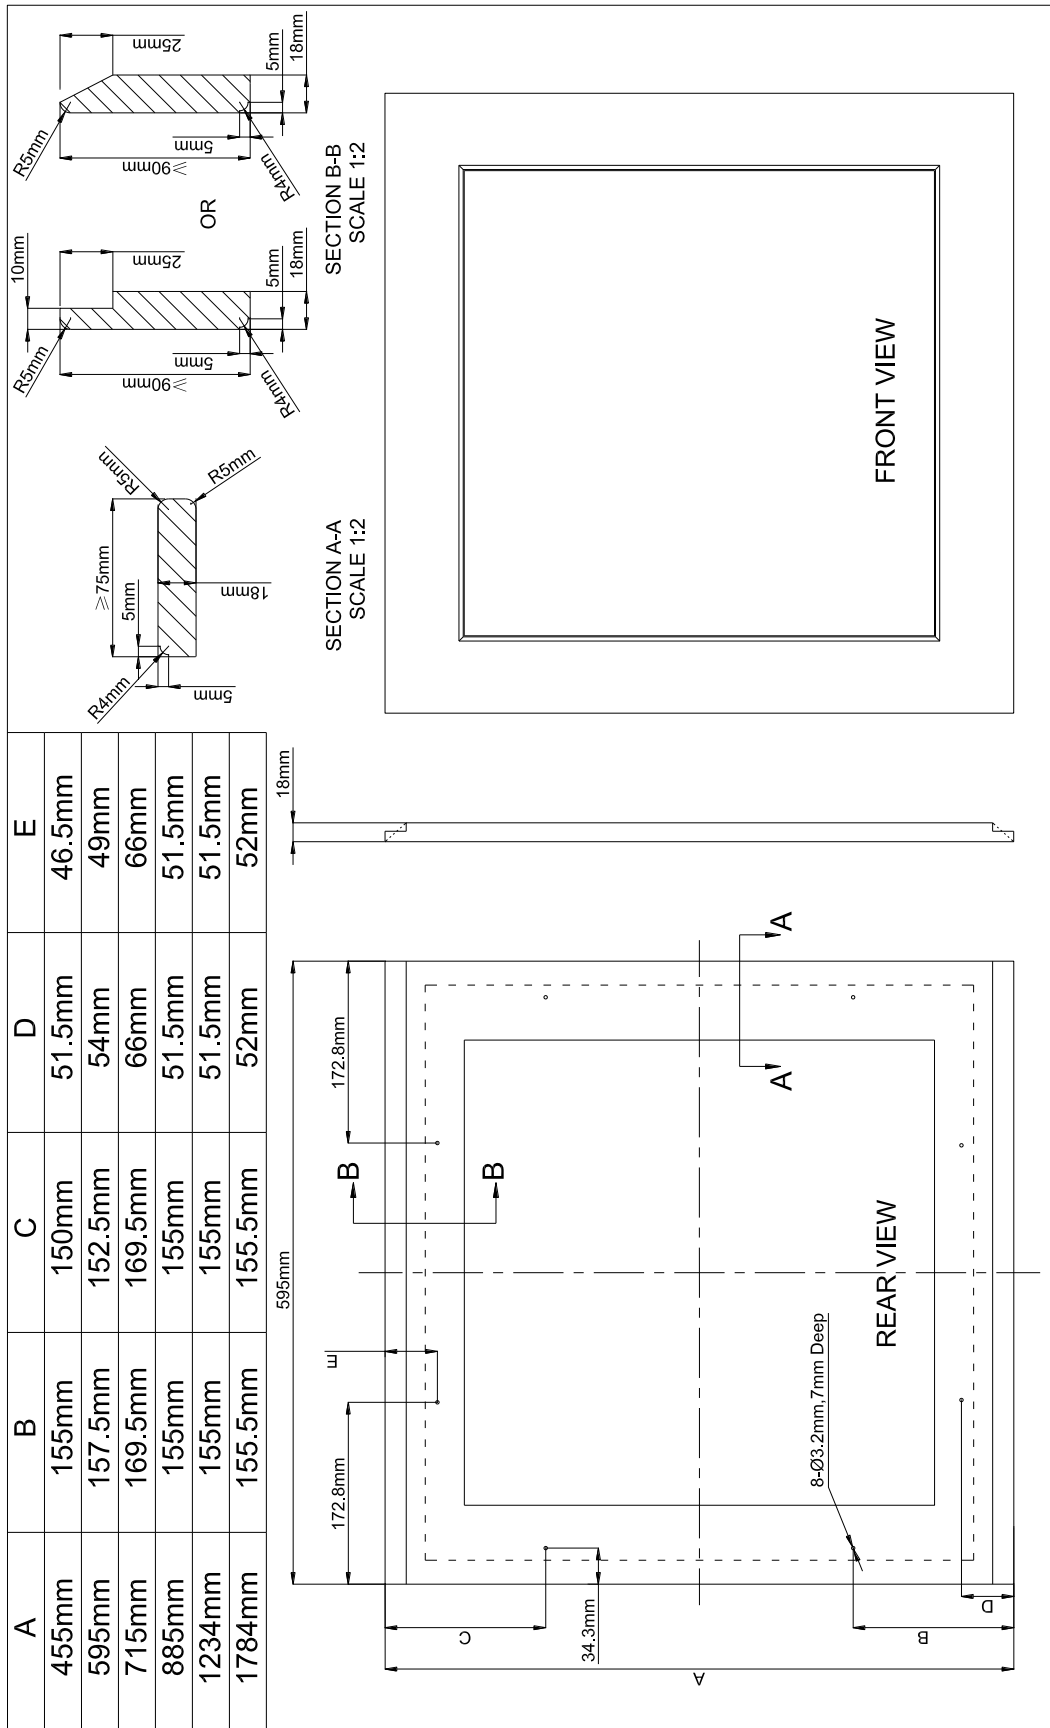 A B C D E
455mm 155mm 150mm 51.5mm 46.5mm
595mm 157.5mm 152.5mm 54mm 49mm
715mm 169.5mm 169.5mm 66mm 66mm
885mm 155mm 155mm 51.5mm 51.5mm
1234mm 155mm 155mm 51.5mm 51.5mm
1784mm 155.5mm 155.5mm 52mm 52mm
R4mm
5mm
≥75mm
5mm
18mm
R5mm
R5mm
SECTION A-A
SCALE 1:2
10mm
R5mm
25mm
≥90mm
5mm
R4mm
5mm
18mm
OR
R5mm
25mm
≥90mm
5mm
R4mm
5mm
18mm
SECTION B-B
SCALE 1:2
595mm
172.8mm
172.8mm
E
B
B
A
A
C
34.3mm
A
B
D
8-Ø3.2mm,7mm Deep
REAR VIEW
18mm
FRONT VIEW